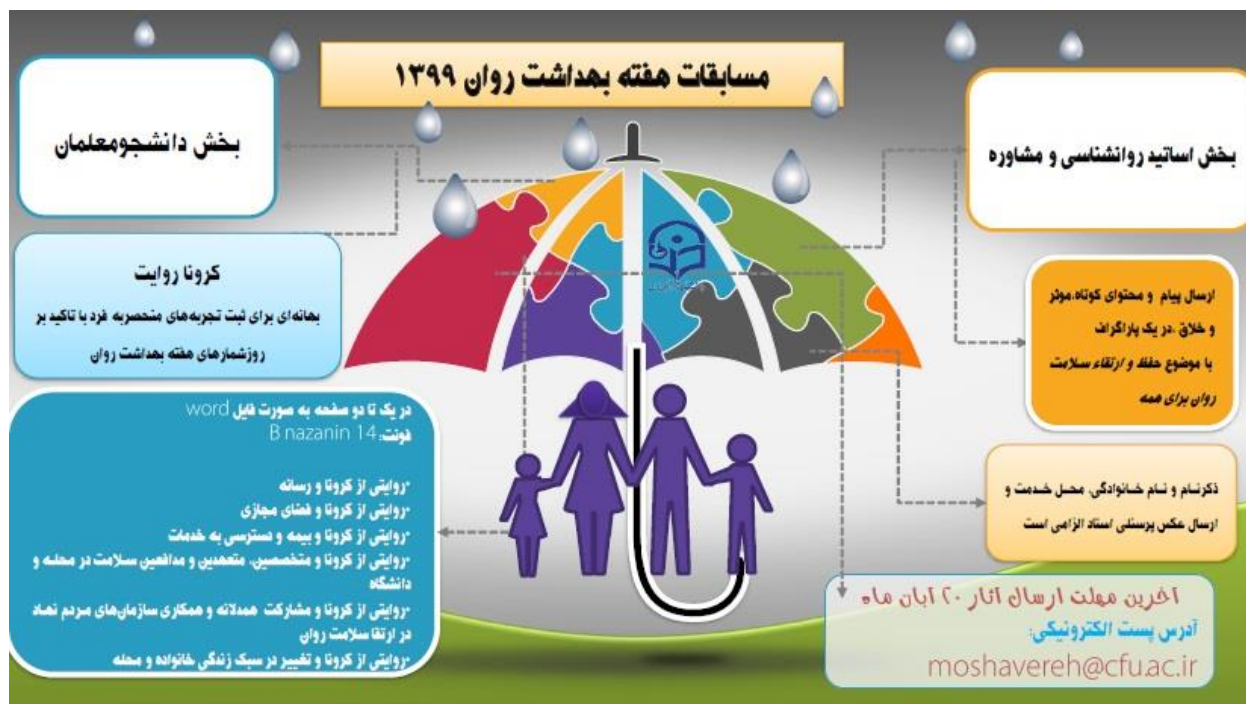 مسابقات هفته بهداشت روان ۱۳۹۹
بخش اساتید روانشناسی و مشاوره
ارسال پیام و محتوای کوتاه،موثر
و خلاق ،در یک پاراگراف
با موضوع حفظ و ارتقاء سلامت
روان برای همه
ذکرنام و نام خانوادگی، محل خدمت و
ارسال عکس پرسنلی استاد الزامی است
بخش دانشجومعلمان
کرونا روایت
بهانه‌ای برای ثبت تجربه‌های منحصربه فرد با تاکید بر
روزشمارهای هفته بهداشت روان
در یک تا دو صفحه به صورت فایل word
فونت: B nazanin 14
-روایتی از کرونا و رسانه
-روایتی از کرونا و فضای مجازی
-روایتی از کرونا و بیمه و دسترسی به خدمات
-روایتی از کرونا و متخصصین، متعهدین و مدافعین سلامت در محله و
دانشگاه
-روایتی از کرونا و مشارکت همدلانه و همکاری سازمان‌های مردم نهاد
در ارتقا سلامت روان
-روایتی از کرونا و تغییر در سبک زندگی خانواده و محله
آخرین مهلت ارسال آثار ۲۰ آبان ماه
آدرس پست الکترونیکی:
moshavereh@cfu.ac.ir